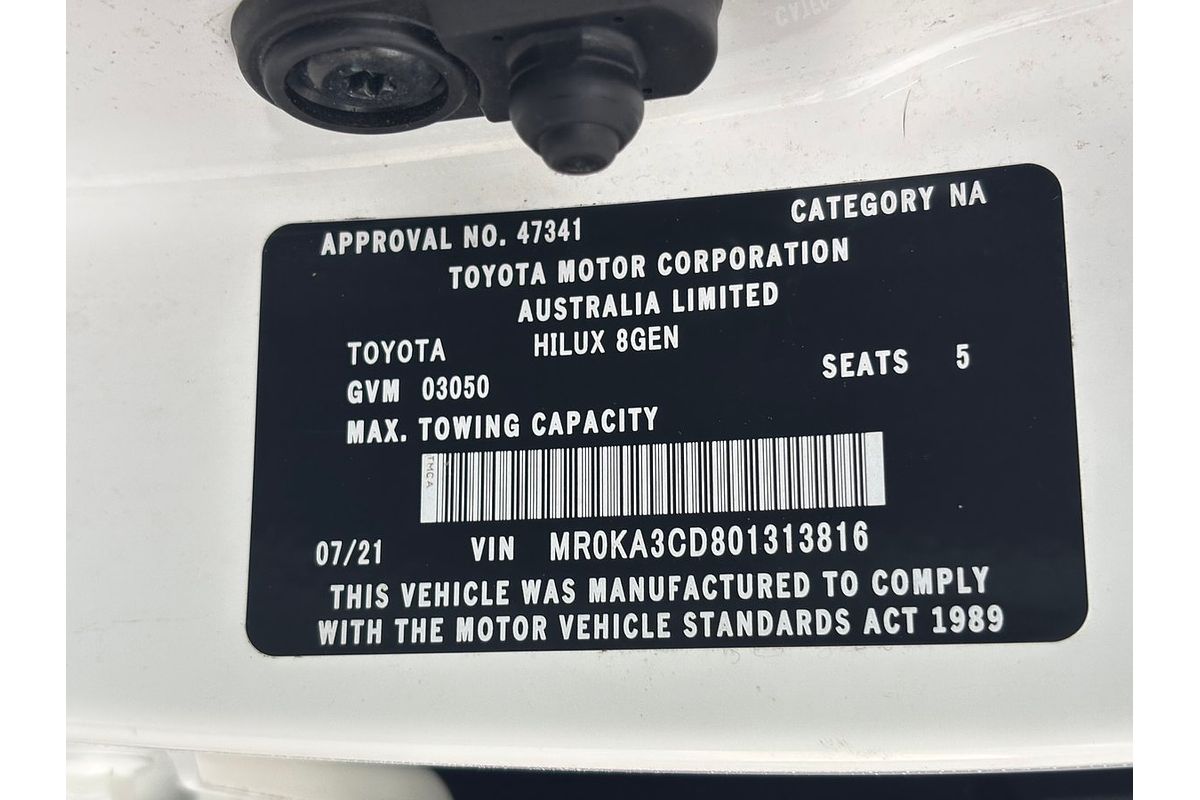 APPROVAL NO. 47341 CATEGORY NA
TOYOTA MOTOR CORPORATION
AUSTRALIA LIMITED
TOYOTA HILUX 8GEN
GVM 03050 SEATS 5
MAX. TOWING CAPACITY
TMCA
07/21 VIN MR0KA3CD801313816
THIS VEHICLE WAS MANUFACTURED TO COMPLY
WITH THE MOTOR VEHICLE STANDARDS ACT 1989